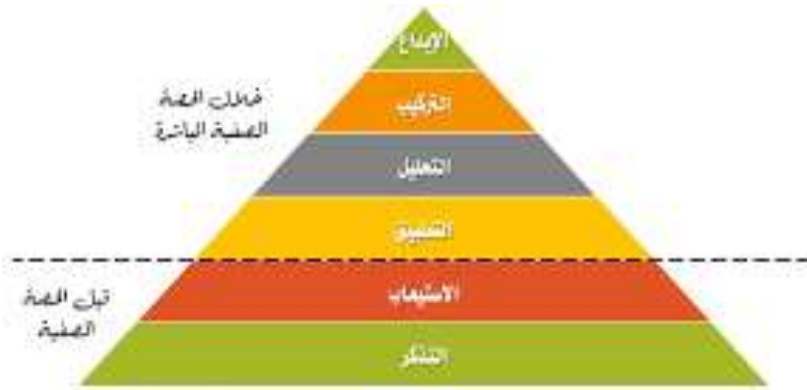 الإبداع
خلال الحصة
الصفية المباشرة
التركيب
التحليل
التطبيق
قبل الحصة
الصفية
الاستيعاب
التذكر